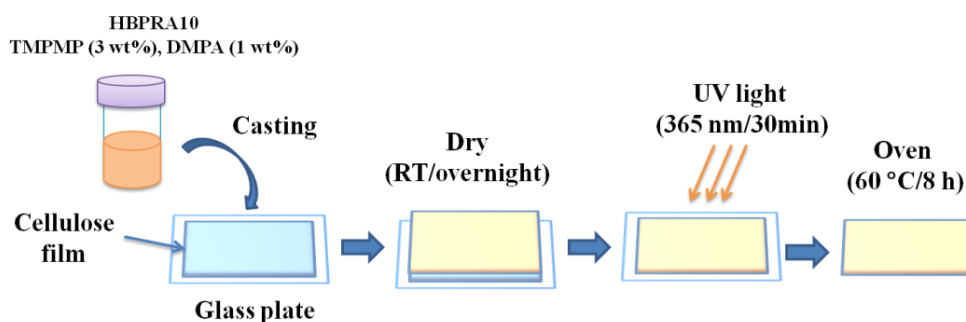 HBPRA10
TMPMP (3 wt%), DMPA (1 wt%)
Casting
Cellulose
film
Glass plate
Dry
(RT/overnight)
UV light
(365 nm/30min)
Oven
(60 °C/8 h)